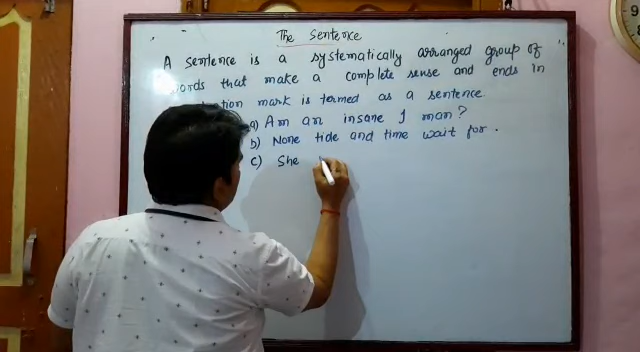 The Sentence
A sentence is a systematically arranged group of
words that make a complete sense and ends in
mark is termed as a sentence
a) Am an insane I man?
b) None tide and time wait for.
c) She